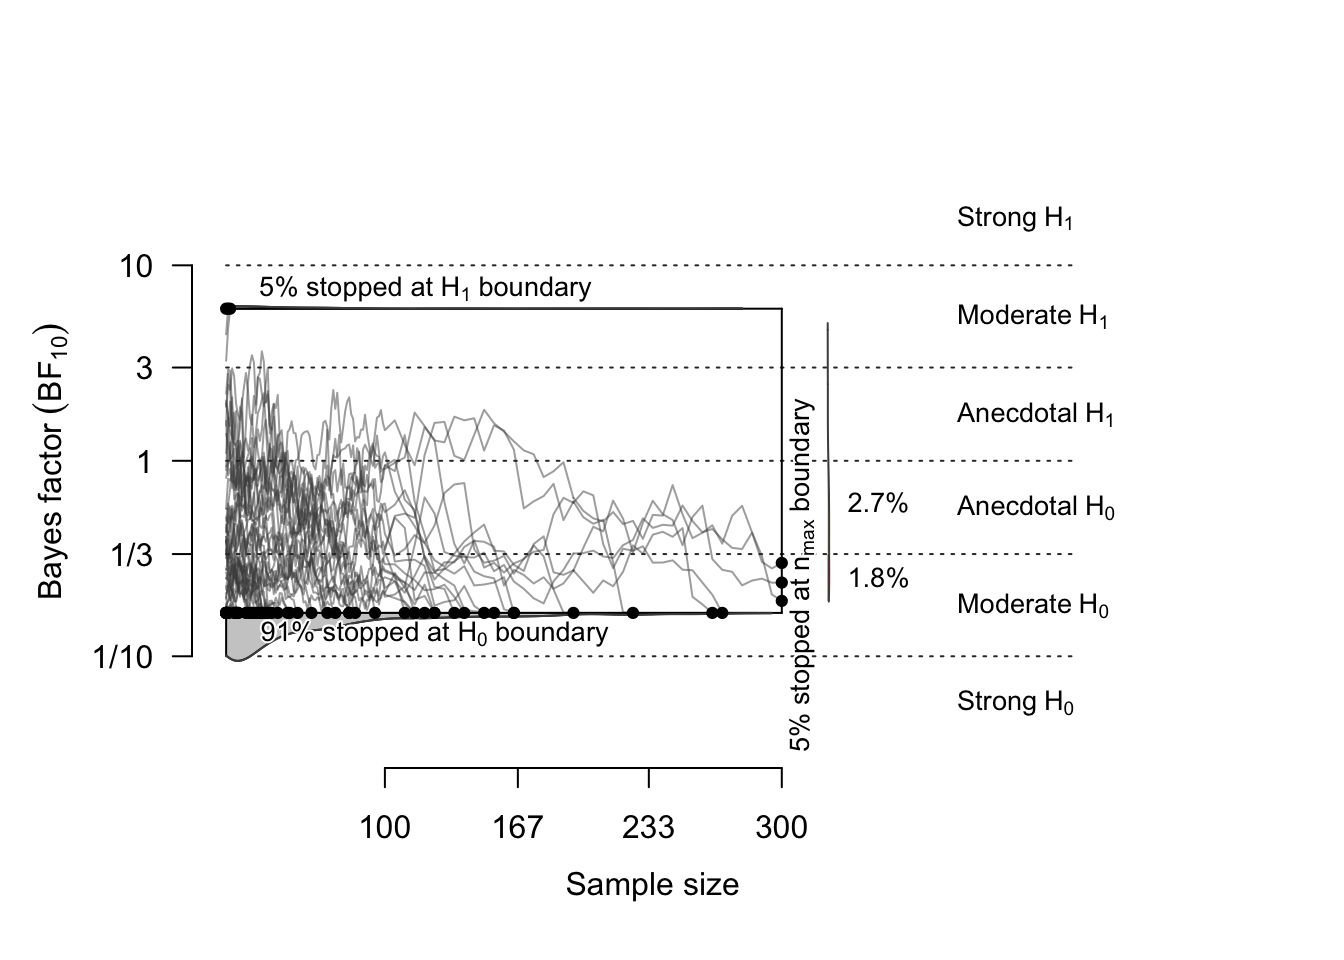 Strong H1
10
5% stopped at H1 boundary
Moderate H1
3
Anecdotal H1
1
2.7%
Anecdotal H0
1/3
1.8%
Moderate H0
91% stopped at H0 boundary
1/10
Strong H0
Bayes factor (BF10)
5% stopped at nmax boundary
100 167 233 300
Sample size